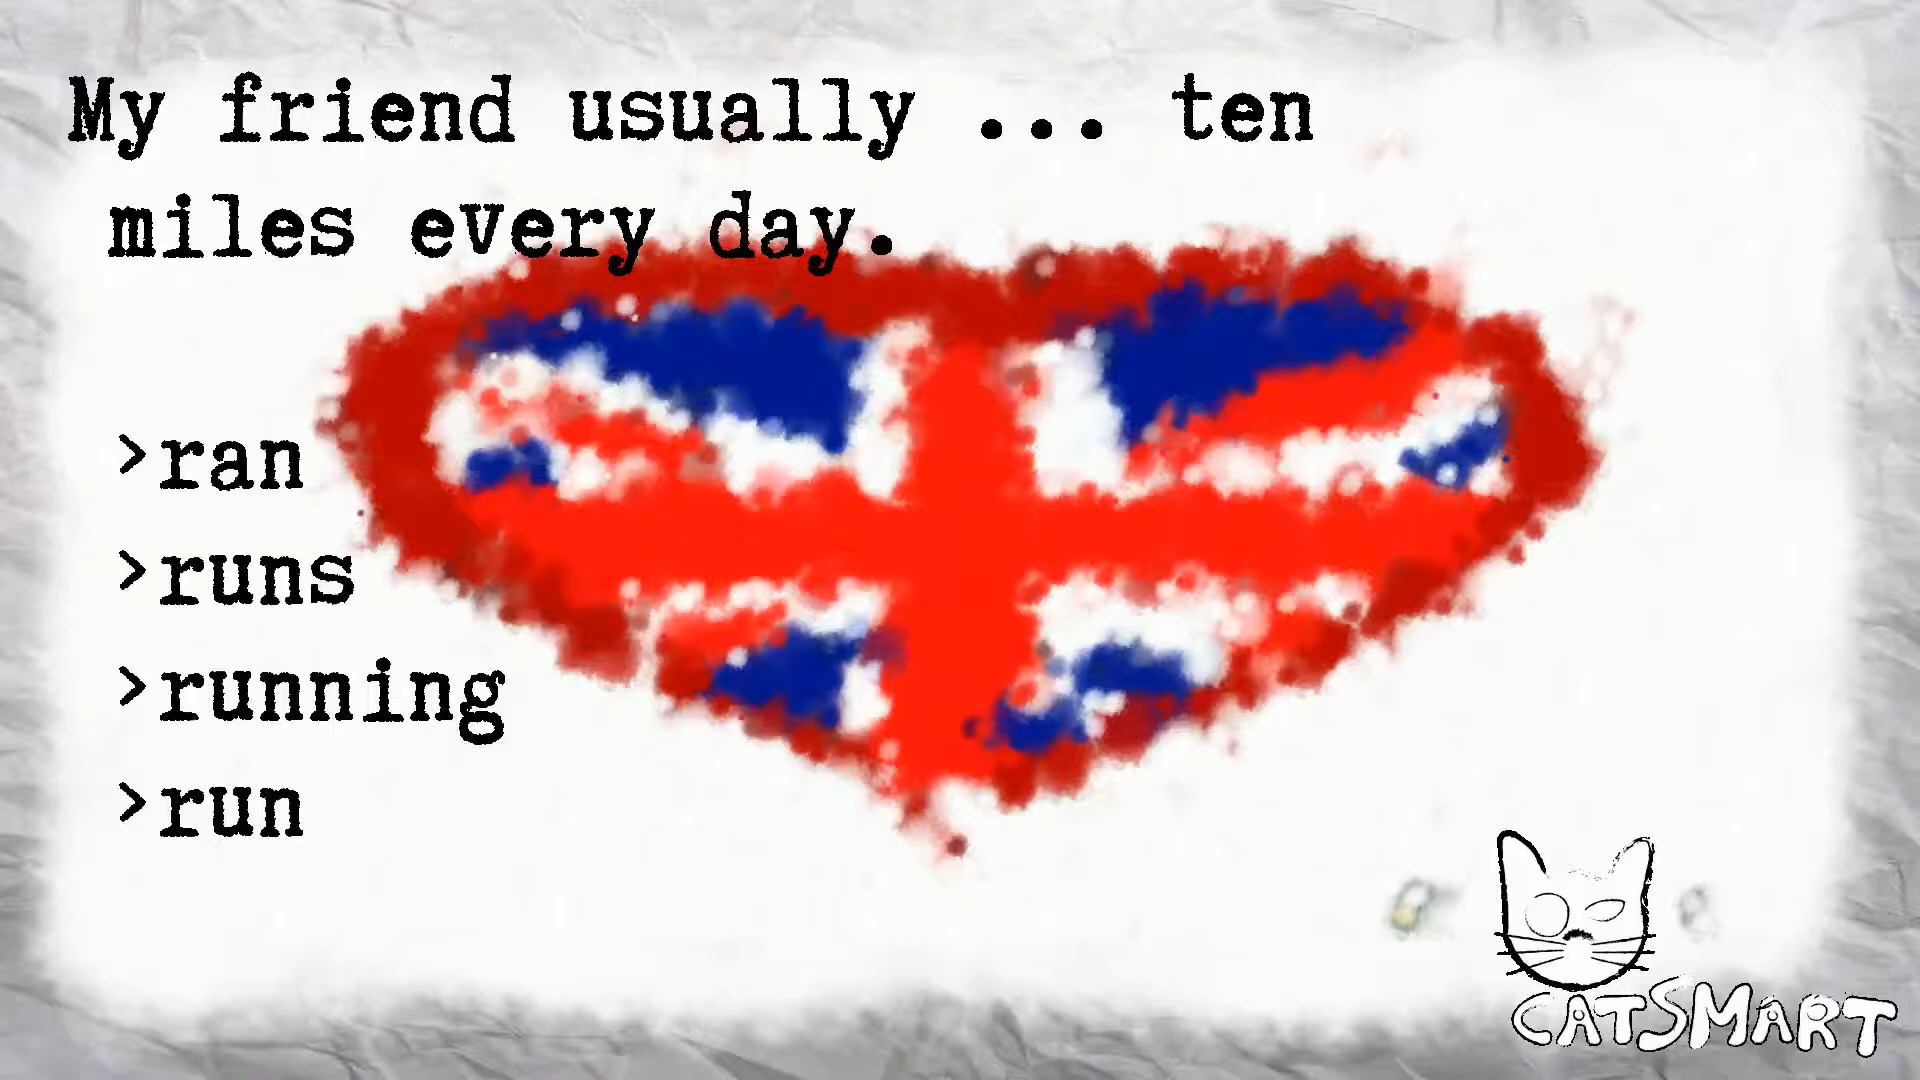 My friend usually ... ten
miles every day.
>ran
>runs
>running
>run
CATSMART